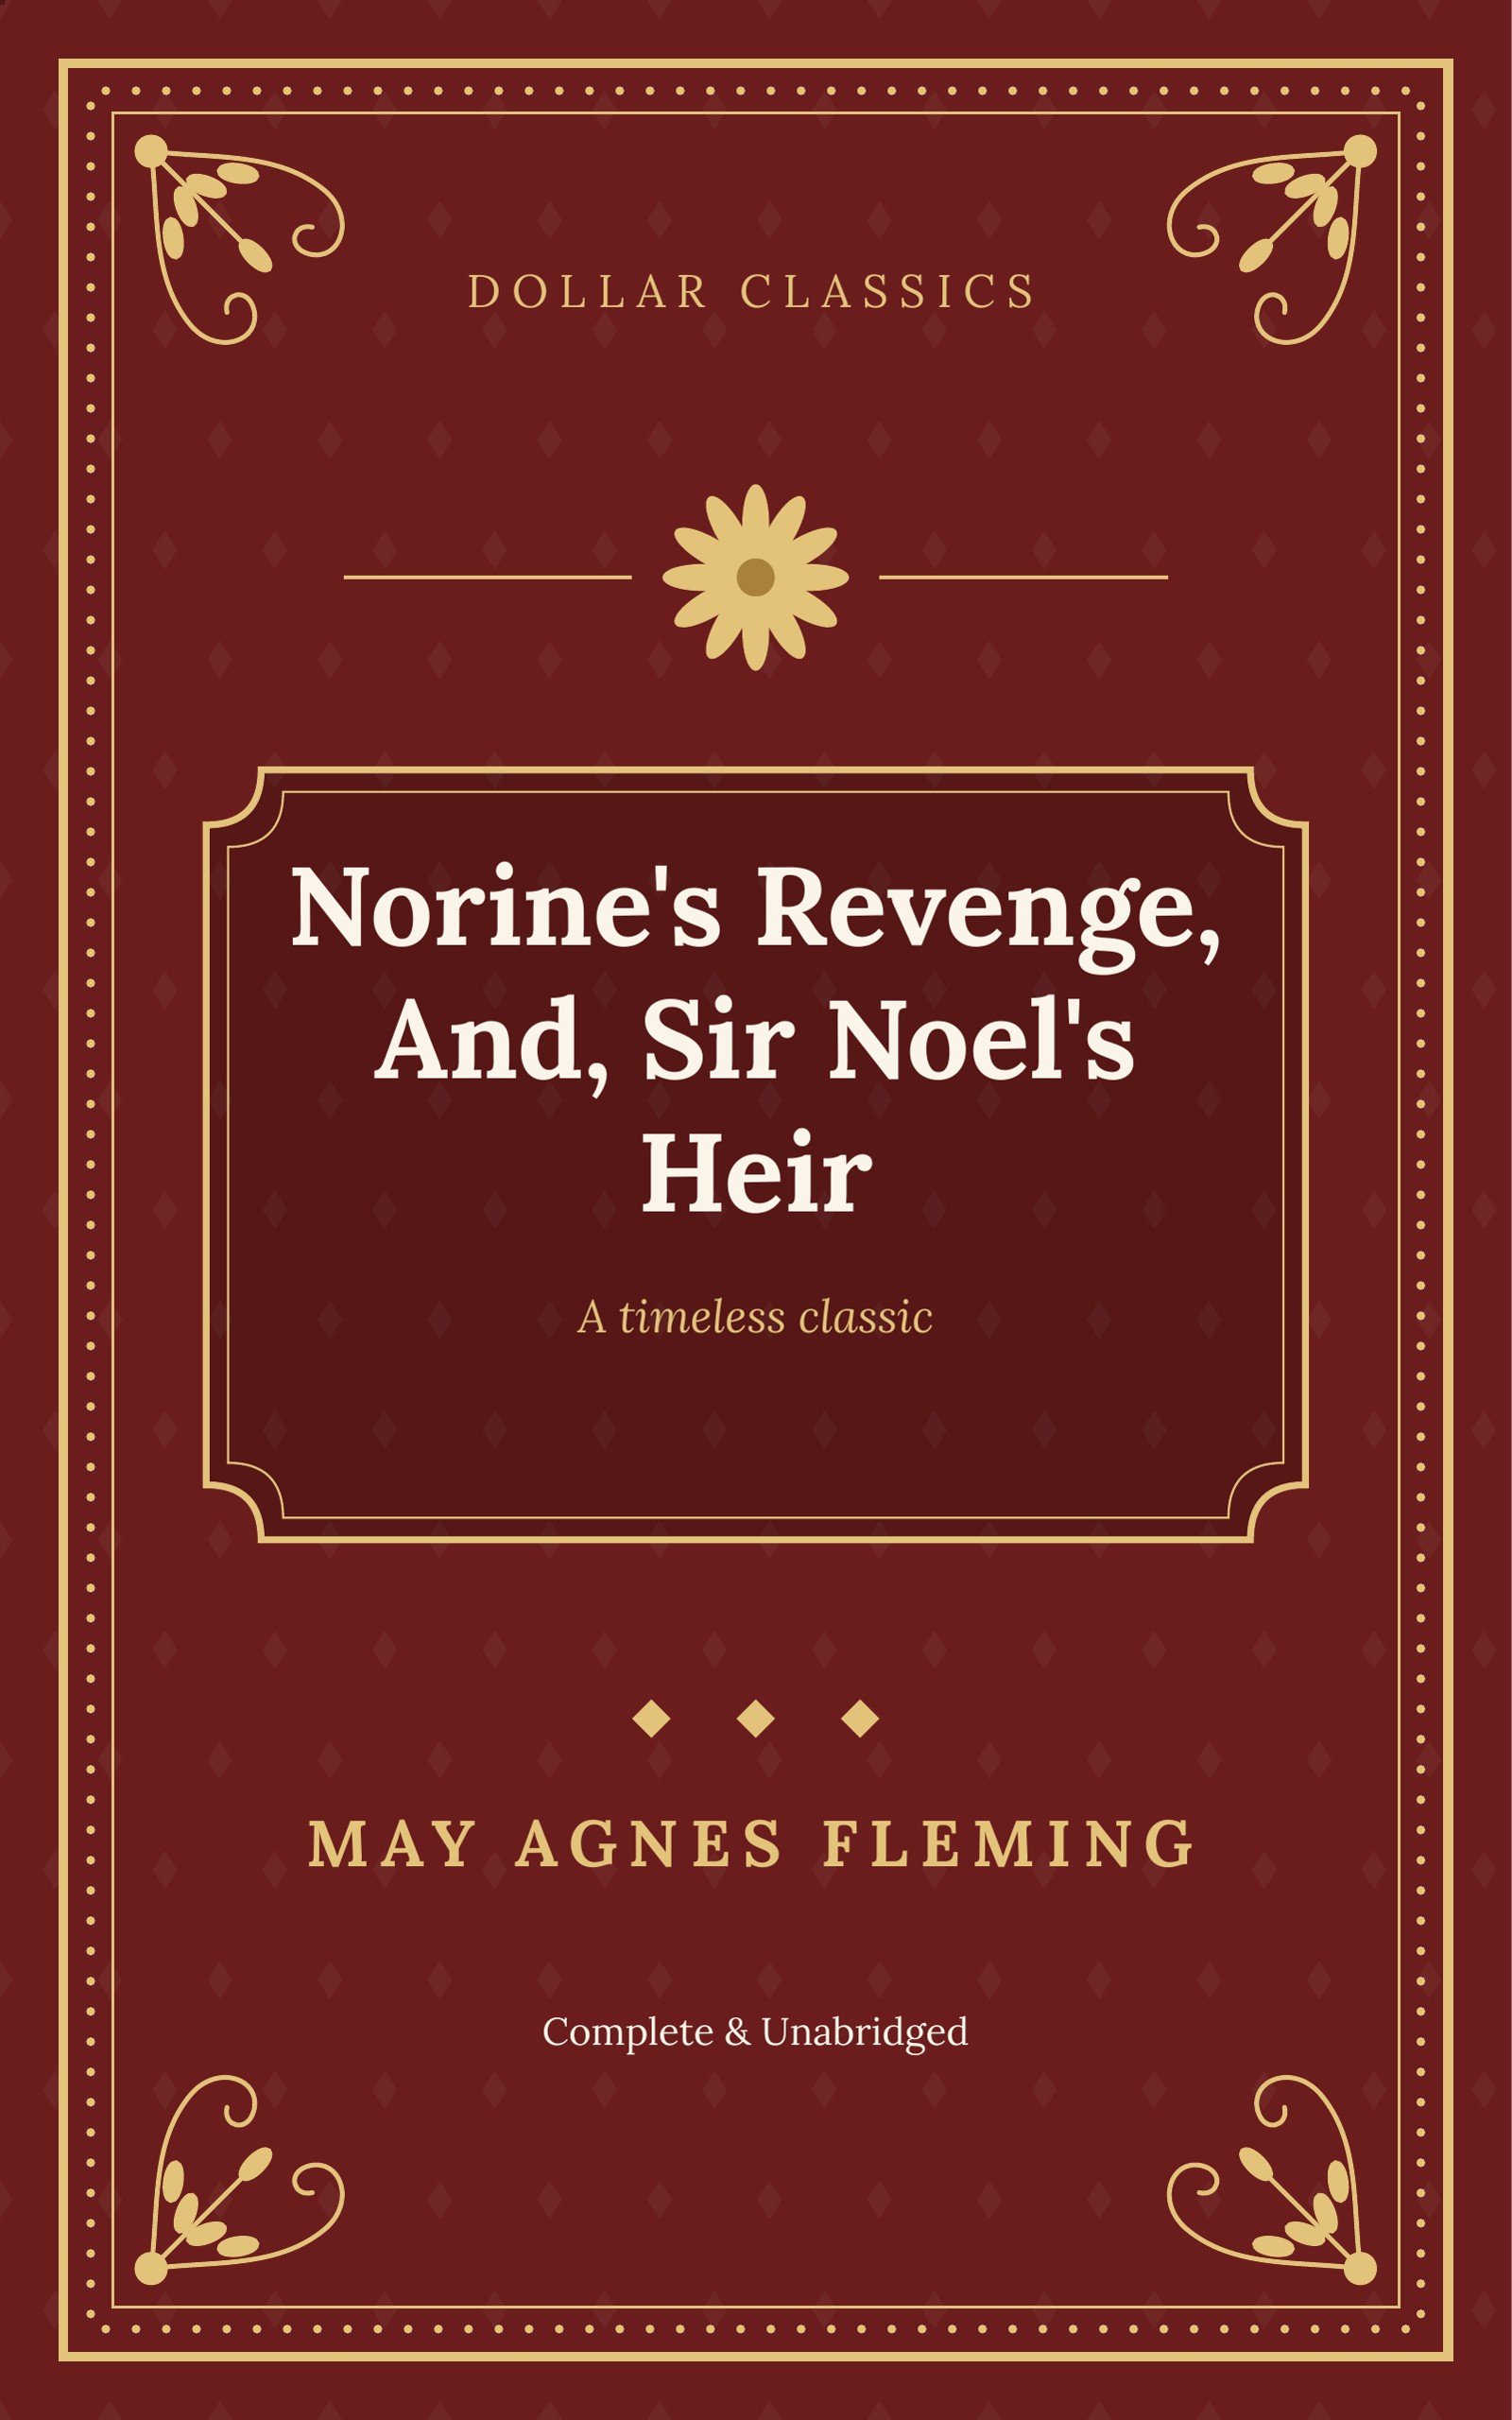 DOLLAR CLASSICS
Norine's Revenge,
And, Sir Noel's
Heir
A timeless classic
MAY AGNES FLEMING
Complete & Unabridged